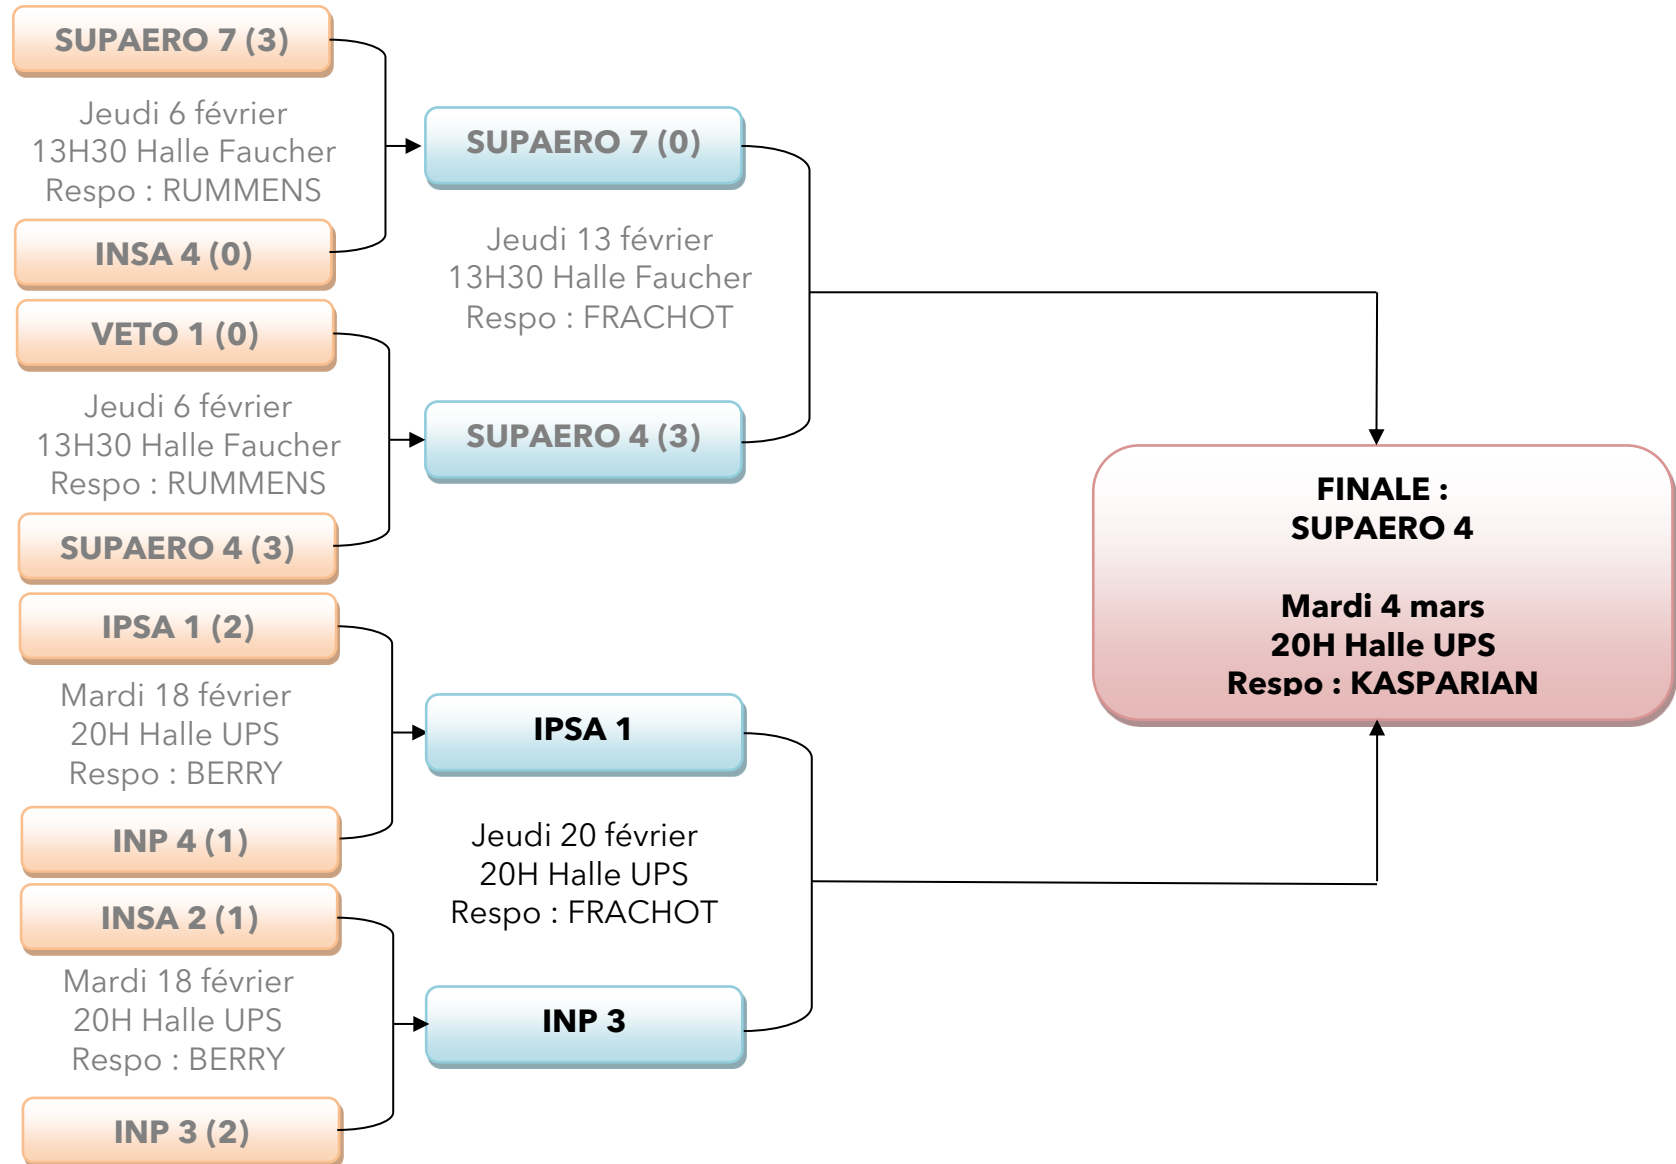 SUPAERO 7 (3)
Jeudi 6 février
13H30 Halle Faucher
Respo : RUMMENS
INSA 4 (0)
VETO 1 (0)
Jeudi 6 février
13H30 Halle Faucher
Respo : RUMMENS
SUPAERO 4 (3)
IPSA 1 (2)
Mardi 18 février
20H Halle UPS
Respo : BERRY
INP 4 (1)
INSA 2 (1)
Mardi 18 février
20H Halle UPS
Respo : BERRY
INP 3 (2)
SUPAERO 7 (0)
Jeudi 13 février
13H30 Halle Faucher
Respo : FRACHOT
SUPAERO 4 (3)
IPSA 1
Jeudi 20 février
20H Halle UPS
Respo : FRACHOT
INP 3
FINALE :
SUPAERO 4
Mardi 4 mars
20H Halle UPS
Respo : KASPARIAN